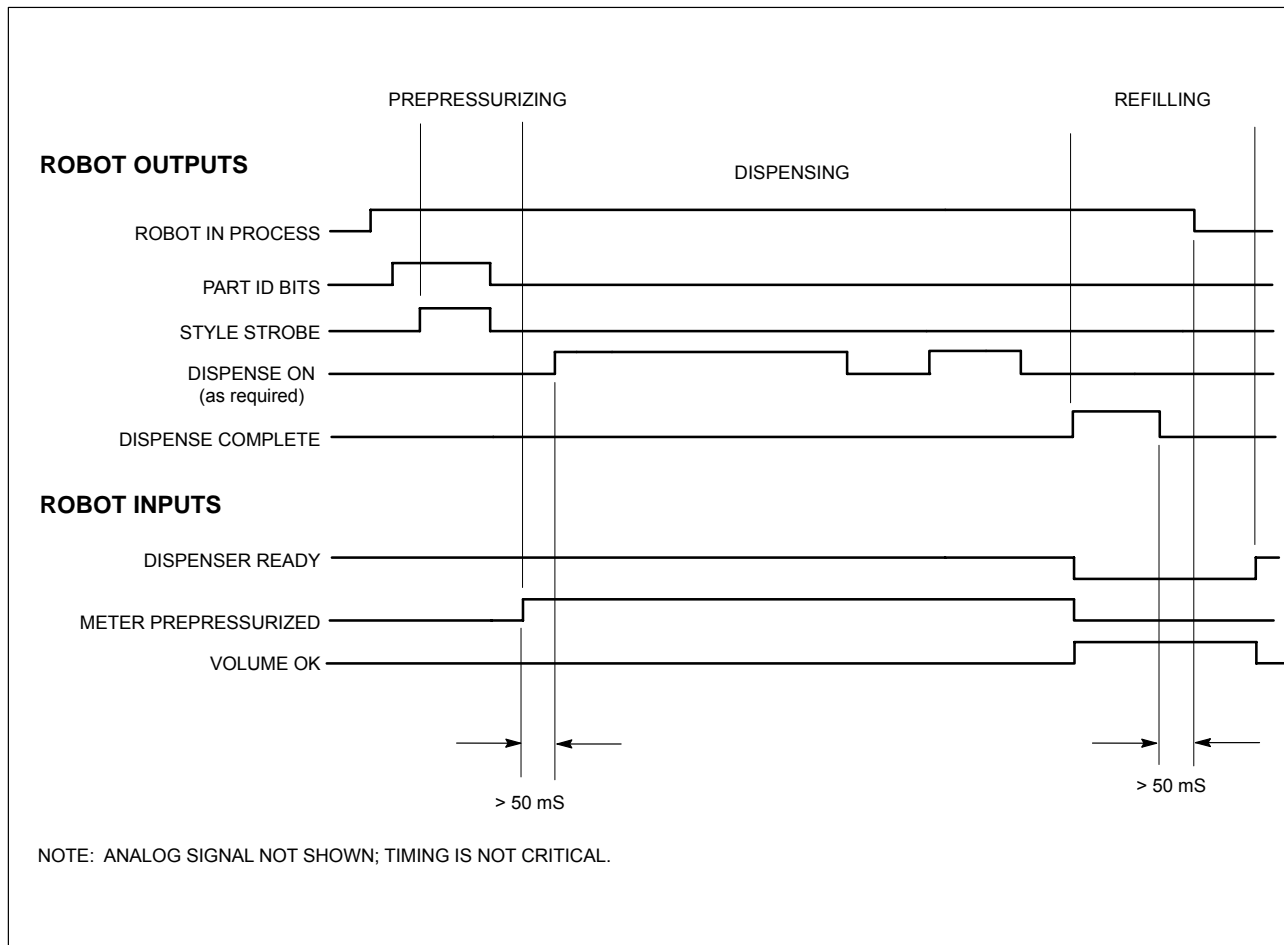 PREPRESSURIZING
REFILLING
ROBOT OUTPUTS
DISPENSING
ROBOT IN PROCESS
PART ID BITS
STYLE STROBE
DISPENSE ON
(as required)
DISPENSE COMPLETE
ROBOT INPUTS
DISPENSER READY
METER PREPRESSURIZED
VOLUME OK
> 50 mS
> 50 mS
NOTE: ANALOG SIGNAL NOT SHOWN; TIMING IS NOT CRITICAL.